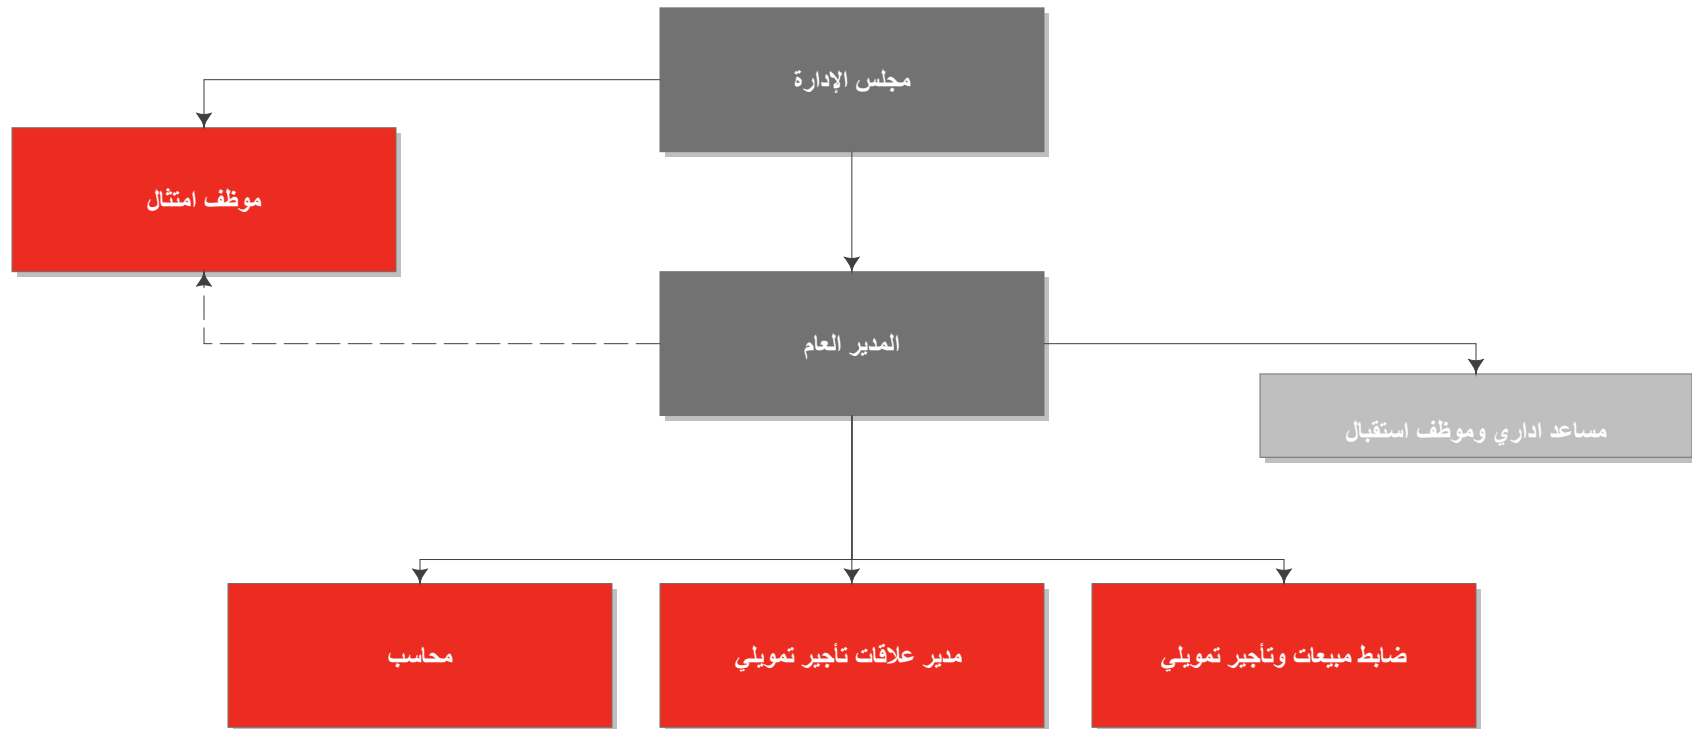 مجلس الإدارة
موظف امتثال
المدير العام
مساعد اداري وموظف استقبال
ضابط مبيعات وتأجير تمويلي
مدير علاقات تأجير تمويلي
محاسب